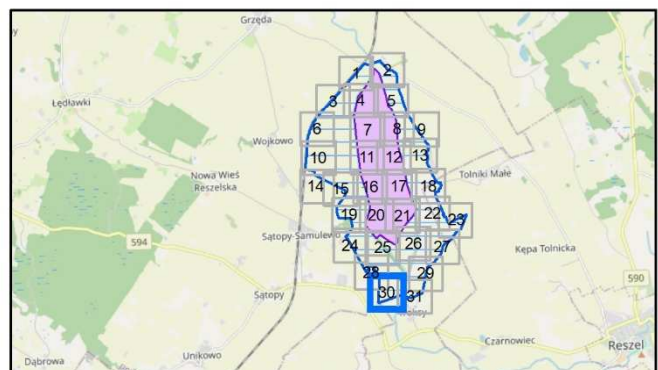 Grzęda
1 2
Łędławki
3 4 5
6 7 8 9
Wojkowo
10 11 12 13
Nowa Wieś
Reszelska
14 15 16 17 18
Tolniki Małe
19 20 21 22 23
594
Sątopy-Samulewo
24 25 26 27
Kępa Tolnicka
28 29
590
Sątopy
30 31
Czarnowiec
Reszel
Unikowo
Dąbrowa